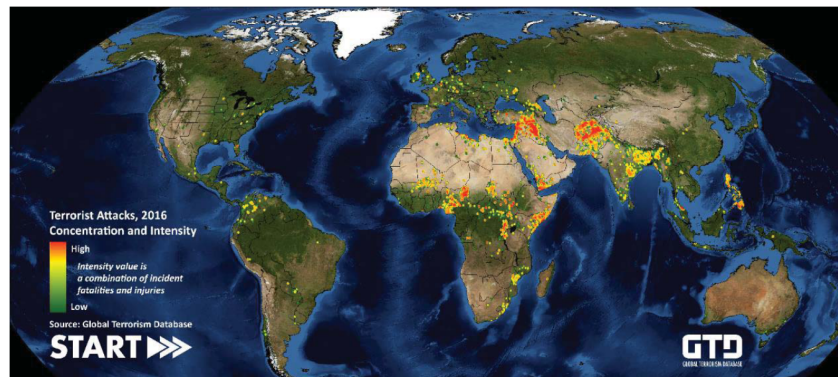 Terrorist Attacks, 2016
Concentration and Intensity
High
Intensity value is
a combination of incident
fatalities and injuries
Low
Source: Global Terrorism Database
START
GTD
GLOBAL TERRORISM DATABASE